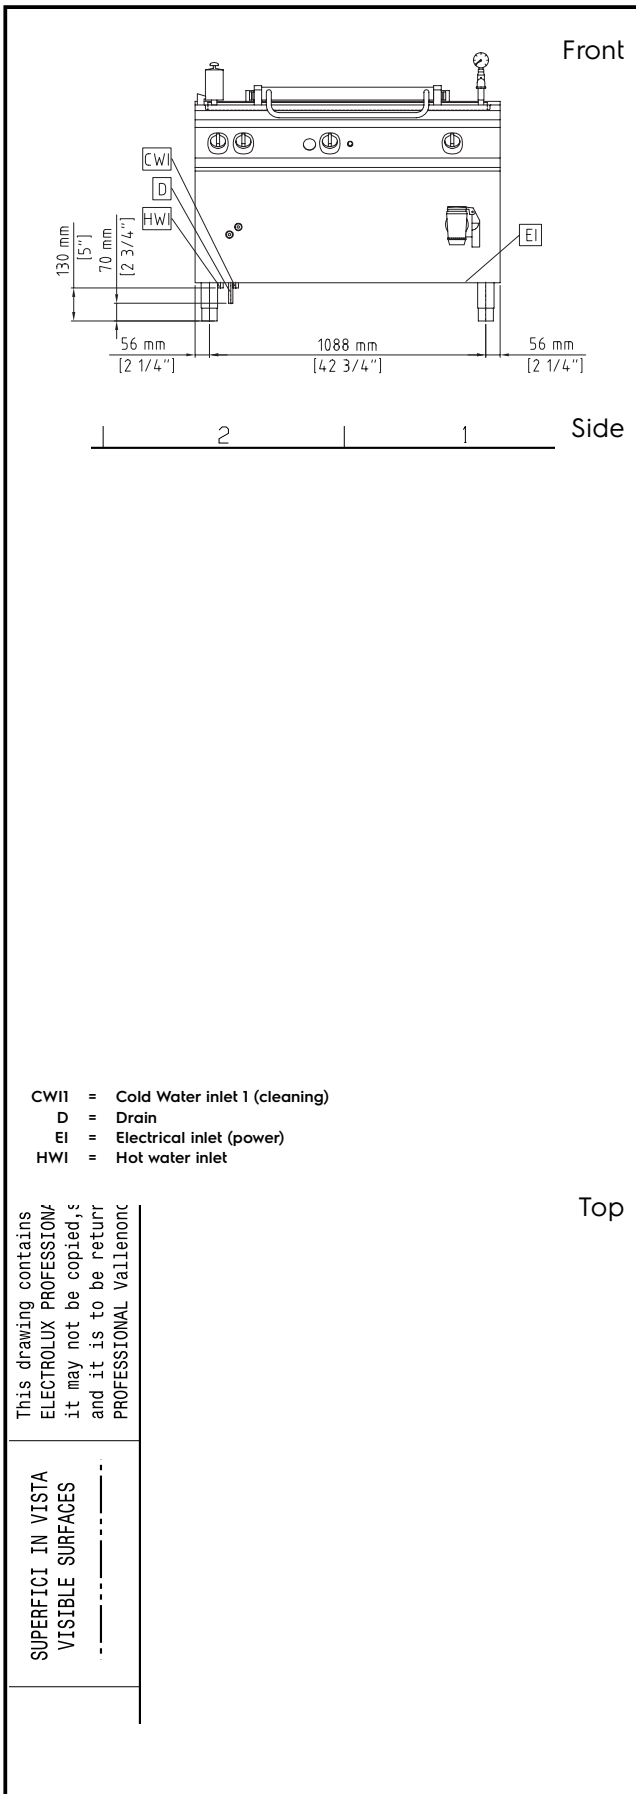 Front
CWI
D
HWI
EI
130 mm
[5"]
70 mm
[2 3/4"]
56 mm
[2 1/4"]
1088 mm
[42 3/4"]
56 mm
[2 1/4"]
Side
2
1
CWI1 = Cold Water inlet 1 (cleaning)
D = Drain
EI = Electrical inlet (power)
HWI = Hot water inlet
Top
This drawing contains
ELECTROLUX PROFESSIONA
it may not be copied,s
and it is to be return
PROFESSIONAL Vallenonc
SUPERFICI IN VISTA
VISIBLE SURFACES